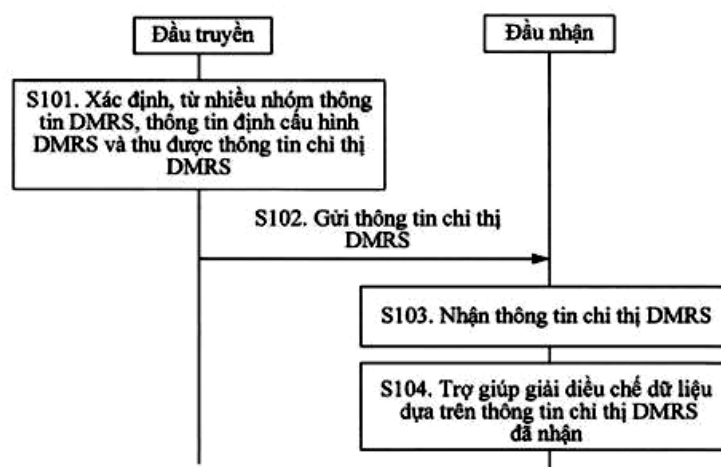 Đầu truyền
Đầu nhận
S101. Xác định, từ nhiều nhóm thông
tin DMRS, thông tin định cấu hình
DMRS và thu được thông tin chỉ thị
DMRS
S102. Gửi thông tin chỉ thị
DMRS
S103. Nhận thông tin chỉ thị DMRS
S104. Trợ giúp giải điều chế dữ liệu
dựa trên thông tin chỉ thị DMRS
đã nhận